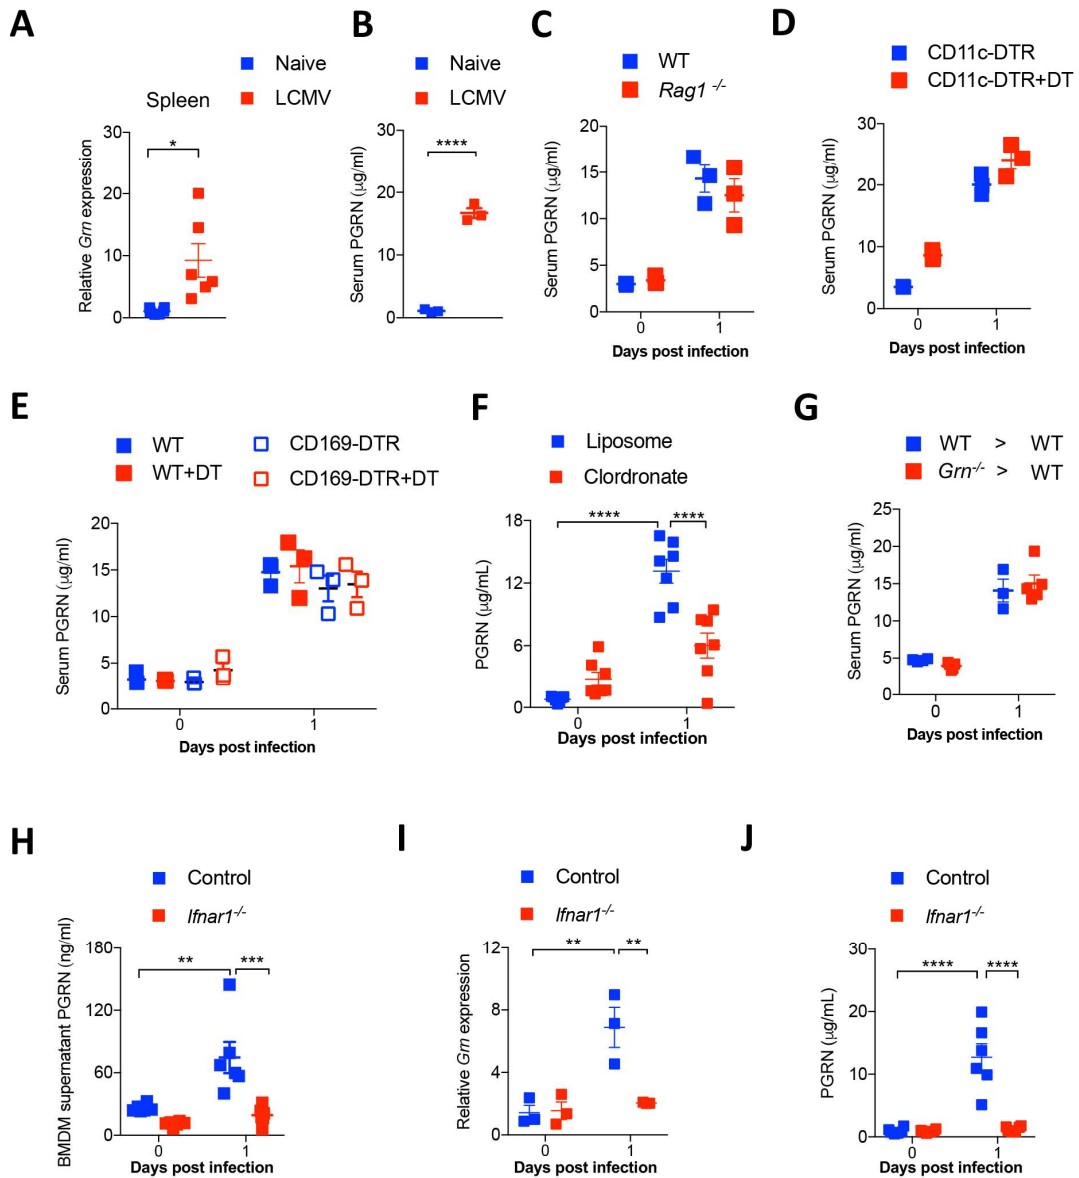 A
Naive
LCMV
Spleen
*
Relative Grn expression
30
20
10
0
B
Naive
LCMV
****
Serum PGRN (μg/ml)
30
20
10
0
C
WT
Rag1 -/-
Serum PGRN (μg/ml)
20
15
10
5
0
0 1
Days post infection
D
CD11c-DTR
CD11c-DTR+DT
Serum PGRN (μg/ml)
30
20
10
0
0 1
Days post infection
E
WT
WT+DT
CD169-DTR
CD169-DTR+DT
Serum PGRN (μg/ml)
20
15
10
5
0
0 1
Days post infection
F
Liposome
Clordronate
**** ****
PGRN (μg/mL)
18
12
6
0
0 1
Days post infection
G
WT > WT
Grn-/- > WT
Serum PGRN (μg/ml)
25
20
15
10
5
0
0 1
Days post infection
H
Control
Ifnar1-/-
** ***
BMDM supernatant PGRN (ng/ml)
180
120
60
0
0 1
Days post infection
I
Control
Ifnar1-/-
** **
Relative Grn expression
12
8
4
0
0 1
Days post infection
J
Control
Ifnar1-/-
**** ****
PGRN (μg/mL)
30
20
10
0
0 1
Days post infection